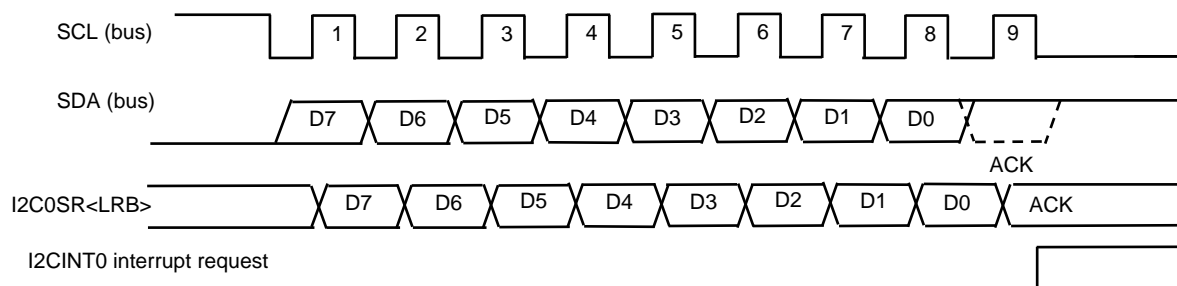 SCL (bus) 1 2 3 4 5 6 7 8 9
SDA (bus) D7 D6 D5 D4 D3 D2 D1 D0
ACK
I2C0SR<LRB> D7 D6 D5 D4 D3 D2 D1 D0 ACK
I2CINT0 interrupt request